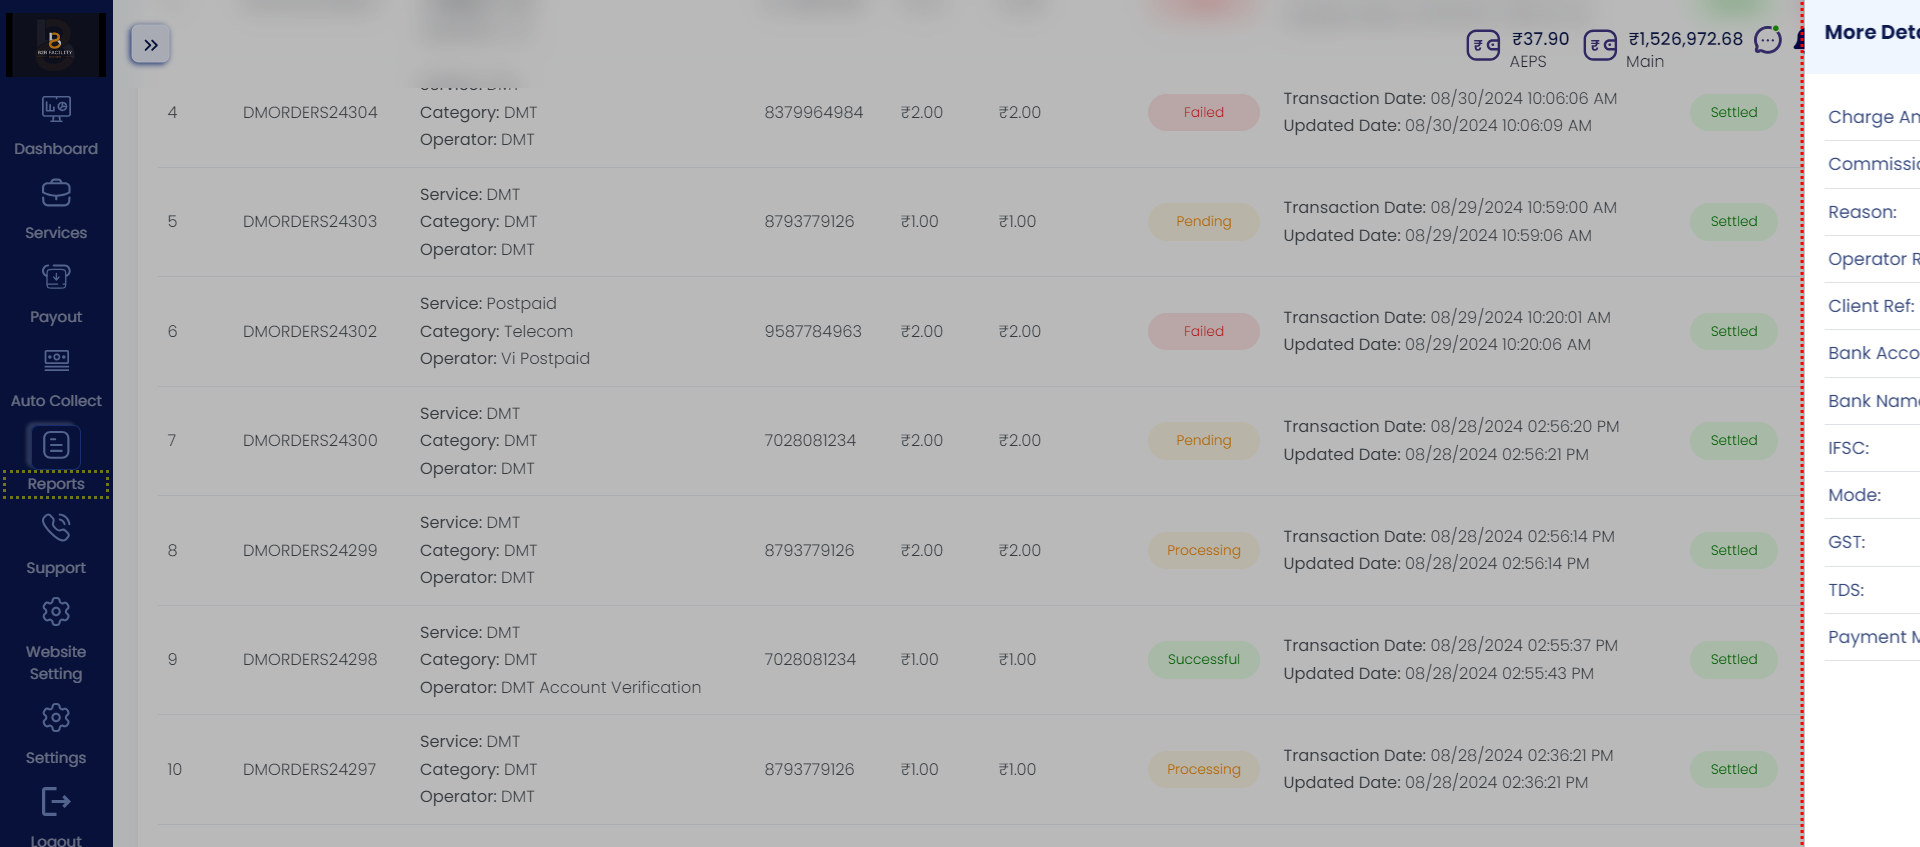 B2B FACILITY
Dashboard
Services
Payout
Auto Collect
Reports
Support
Website
Setting
Settings
Logout
₹37.90
AEPS
₹1,526,972.68
Main
4
DMORDERS24304
Service: DMT
Category: DMT
Operator: DMT
8379964984
₹2.00
₹2.00
Failed
Transaction Date: 08/30/2024 10:06:06 AM
Updated Date: 08/30/2024 10:06:09 AM
Settled
5
DMORDERS24303
Service: DMT
Category: DMT
Operator: DMT
8793779126
₹1.00
₹1.00
Pending
Transaction Date: 08/29/2024 10:59:00 AM
Updated Date: 08/29/2024 10:59:06 AM
Settled
6
DMORDERS24302
Service: Postpaid
Category: Telecom
Operator: Vi Postpaid
9587784963
₹2.00
₹2.00
Failed
Transaction Date: 08/29/2024 10:20:01 AM
Updated Date: 08/29/2024 10:20:06 AM
Settled
7
DMORDERS24300
Service: DMT
Category: DMT
Operator: DMT
7028081234
₹2.00
₹2.00
Pending
Transaction Date: 08/28/2024 02:56:20 PM
Updated Date: 08/28/2024 02:56:21 PM
Settled
8
DMORDERS24299
Service: DMT
Category: DMT
Operator: DMT
8793779126
₹2.00
₹2.00
Processing
Transaction Date: 08/28/2024 02:56:14 PM
Updated Date: 08/28/2024 02:56:14 PM
Settled
9
DMORDERS24298
Service: DMT
Category: DMT
Operator: DMT Account Verification
7028081234
₹1.00
₹1.00
Successful
Transaction Date: 08/28/2024 02:55:37 PM
Updated Date: 08/28/2024 02:55:43 PM
Settled
10
DMORDERS24297
Service: DMT
Category: DMT
Operator: DMT
8793779126
₹1.00
₹1.00
Processing
Transaction Date: 08/28/2024 02:36:21 PM
Updated Date: 08/28/2024 02:36:21 PM
Settled
More Deta
Charge Am
Commissio
Reason:
Operator R
Client Ref:
Bank Acco
Bank Name
IFSC:
Mode:
GST:
TDS:
Payment M